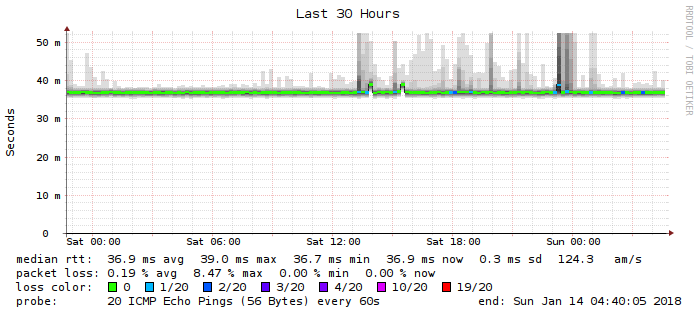 Last 30 Hours
RRDTOOL / TOBI OETIKER
Seconds
50 m
40 m
30 m
20 m
10 m
0
Sat 00:00 Sat 06:00 Sat 12:00 Sat 18:00 Sun 00:00
median rtt: 36.9 ms avg 39.0 ms max 36.7 ms min 36.9 ms now 0.3 ms sd 124.3 am/s
packet loss: 0.19 % avg 8.47 % max 0.00 % min 0.00 % now
loss color: 0 1/20 2/20 3/20 4/20 10/20 19/20
probe: 20 ICMP Echo Pings (56 Bytes) every 60s end: Sun Jan 14 04:40:05 2018